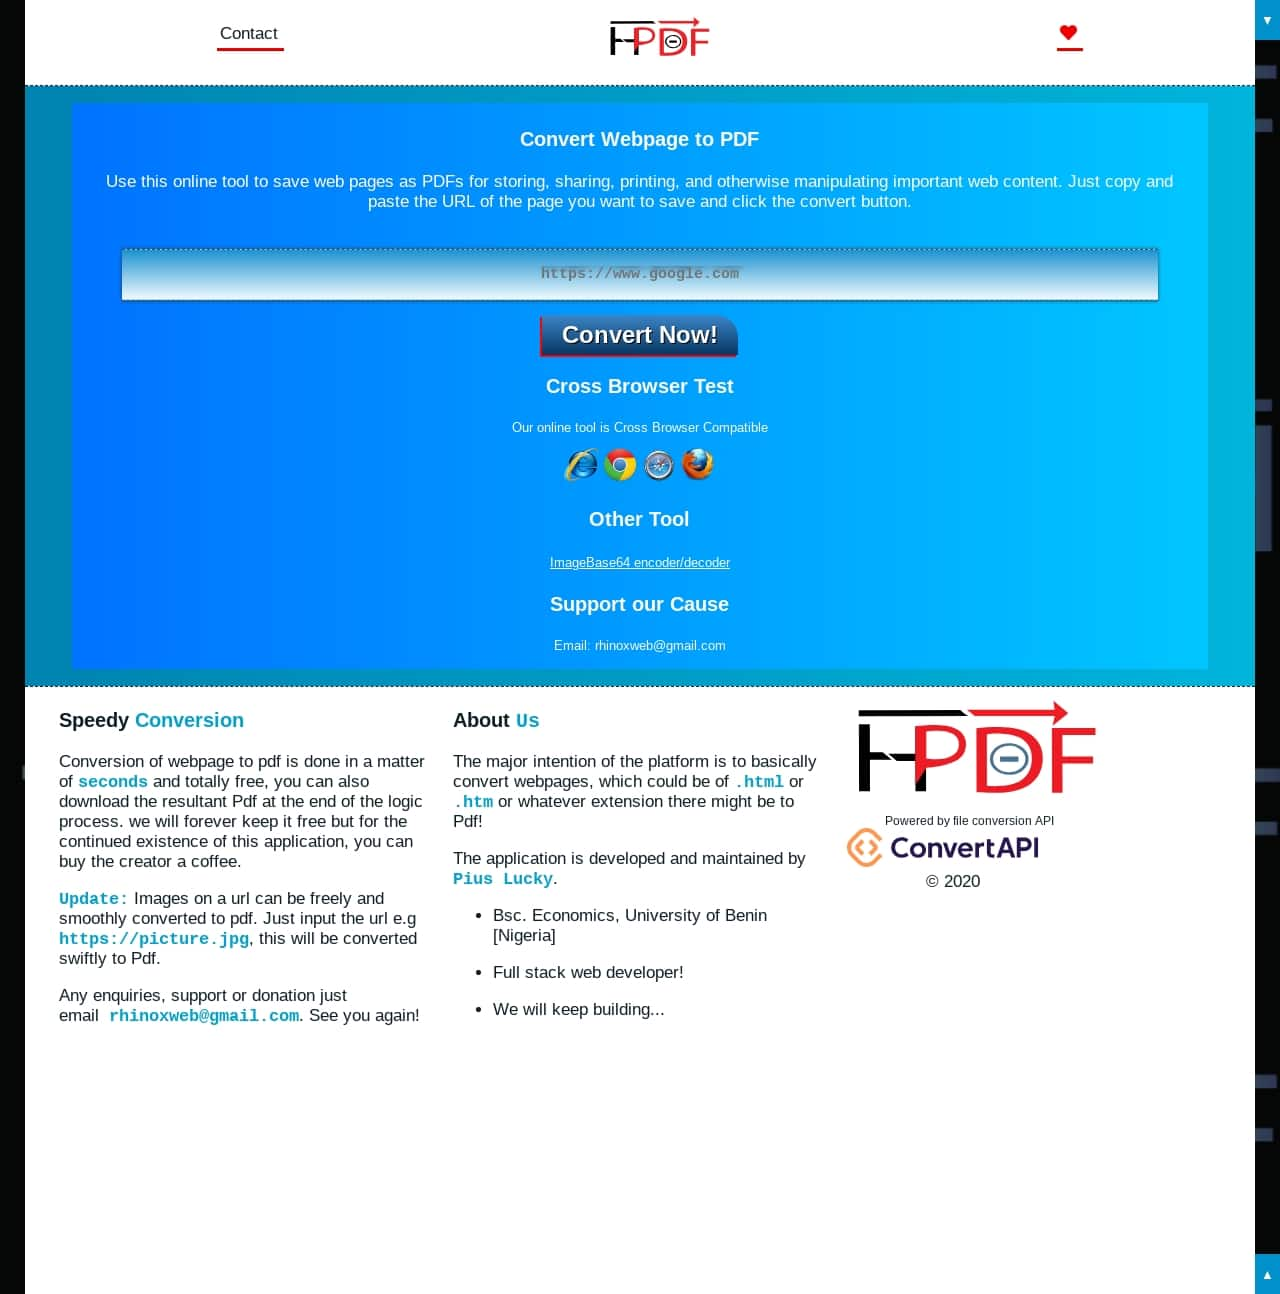 Contact
HPDF
▼
Convert Webpage to PDF
Use this online tool to save web pages as PDFs for storing, sharing, printing, and otherwise manipulating important web content. Just copy and
paste the URL of the page you want to save and click the convert button.
https://www.google.com
Convert Now!
Cross Browser Test
Our online tool is Cross Browser Compatible
Other Tool
ImageBase64 encoder/decoder
Support our Cause
Email: rhinoxweb@gmail.com
Speedy Conversion
Conversion of webpage to pdf is done in a matter
of seconds and totally free, you can also
download the resultant Pdf at the end of the logic
process. we will forever keep it free but for the
continued existence of this application, you can
buy the creator a coffee.
Update: Images on a url can be freely and
smoothly converted to pdf. Just input the url e.g
https://picture.jpg, this will be converted
swiftly to Pdf.
Any enquiries, support or donation just
email rhinoxweb@gmail.com. See you again!
About Us
The major intention of the platform is to basically
convert webpages, which could be of .html or
.htm or whatever extension there might be to
Pdf!
The application is developed and maintained by
Pius Lucky.
• Bsc. Economics, University of Benin
[Nigeria]
• Full stack web developer!
• We will keep building...
HPDF
Powered by file conversion API
ConvertAPI
© 2020
▲